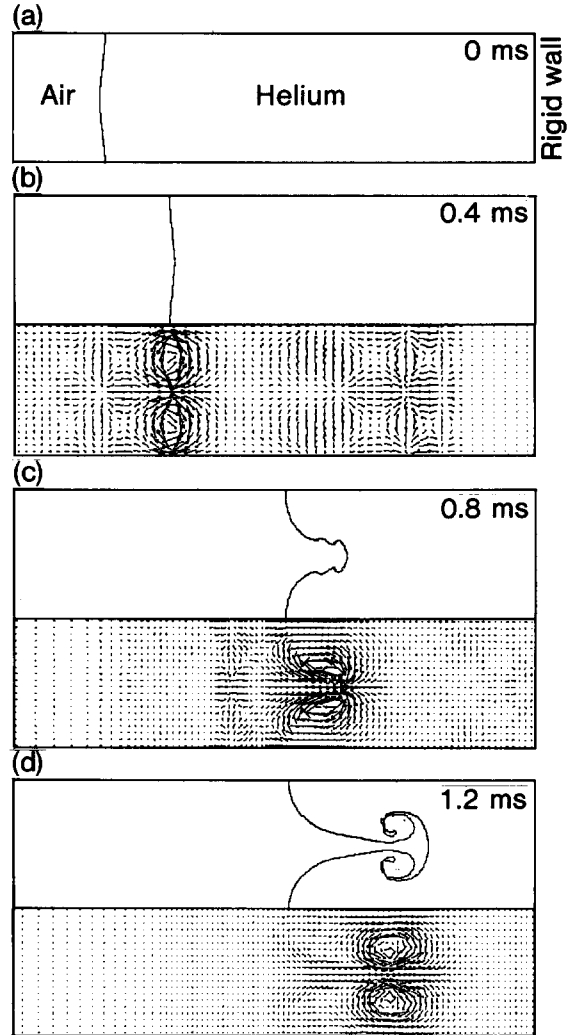 (a)
0 ms
Air
Helium
Rigid wall
(b)
0.4 ms
(c)
0.8 ms
(d)
1.2 ms